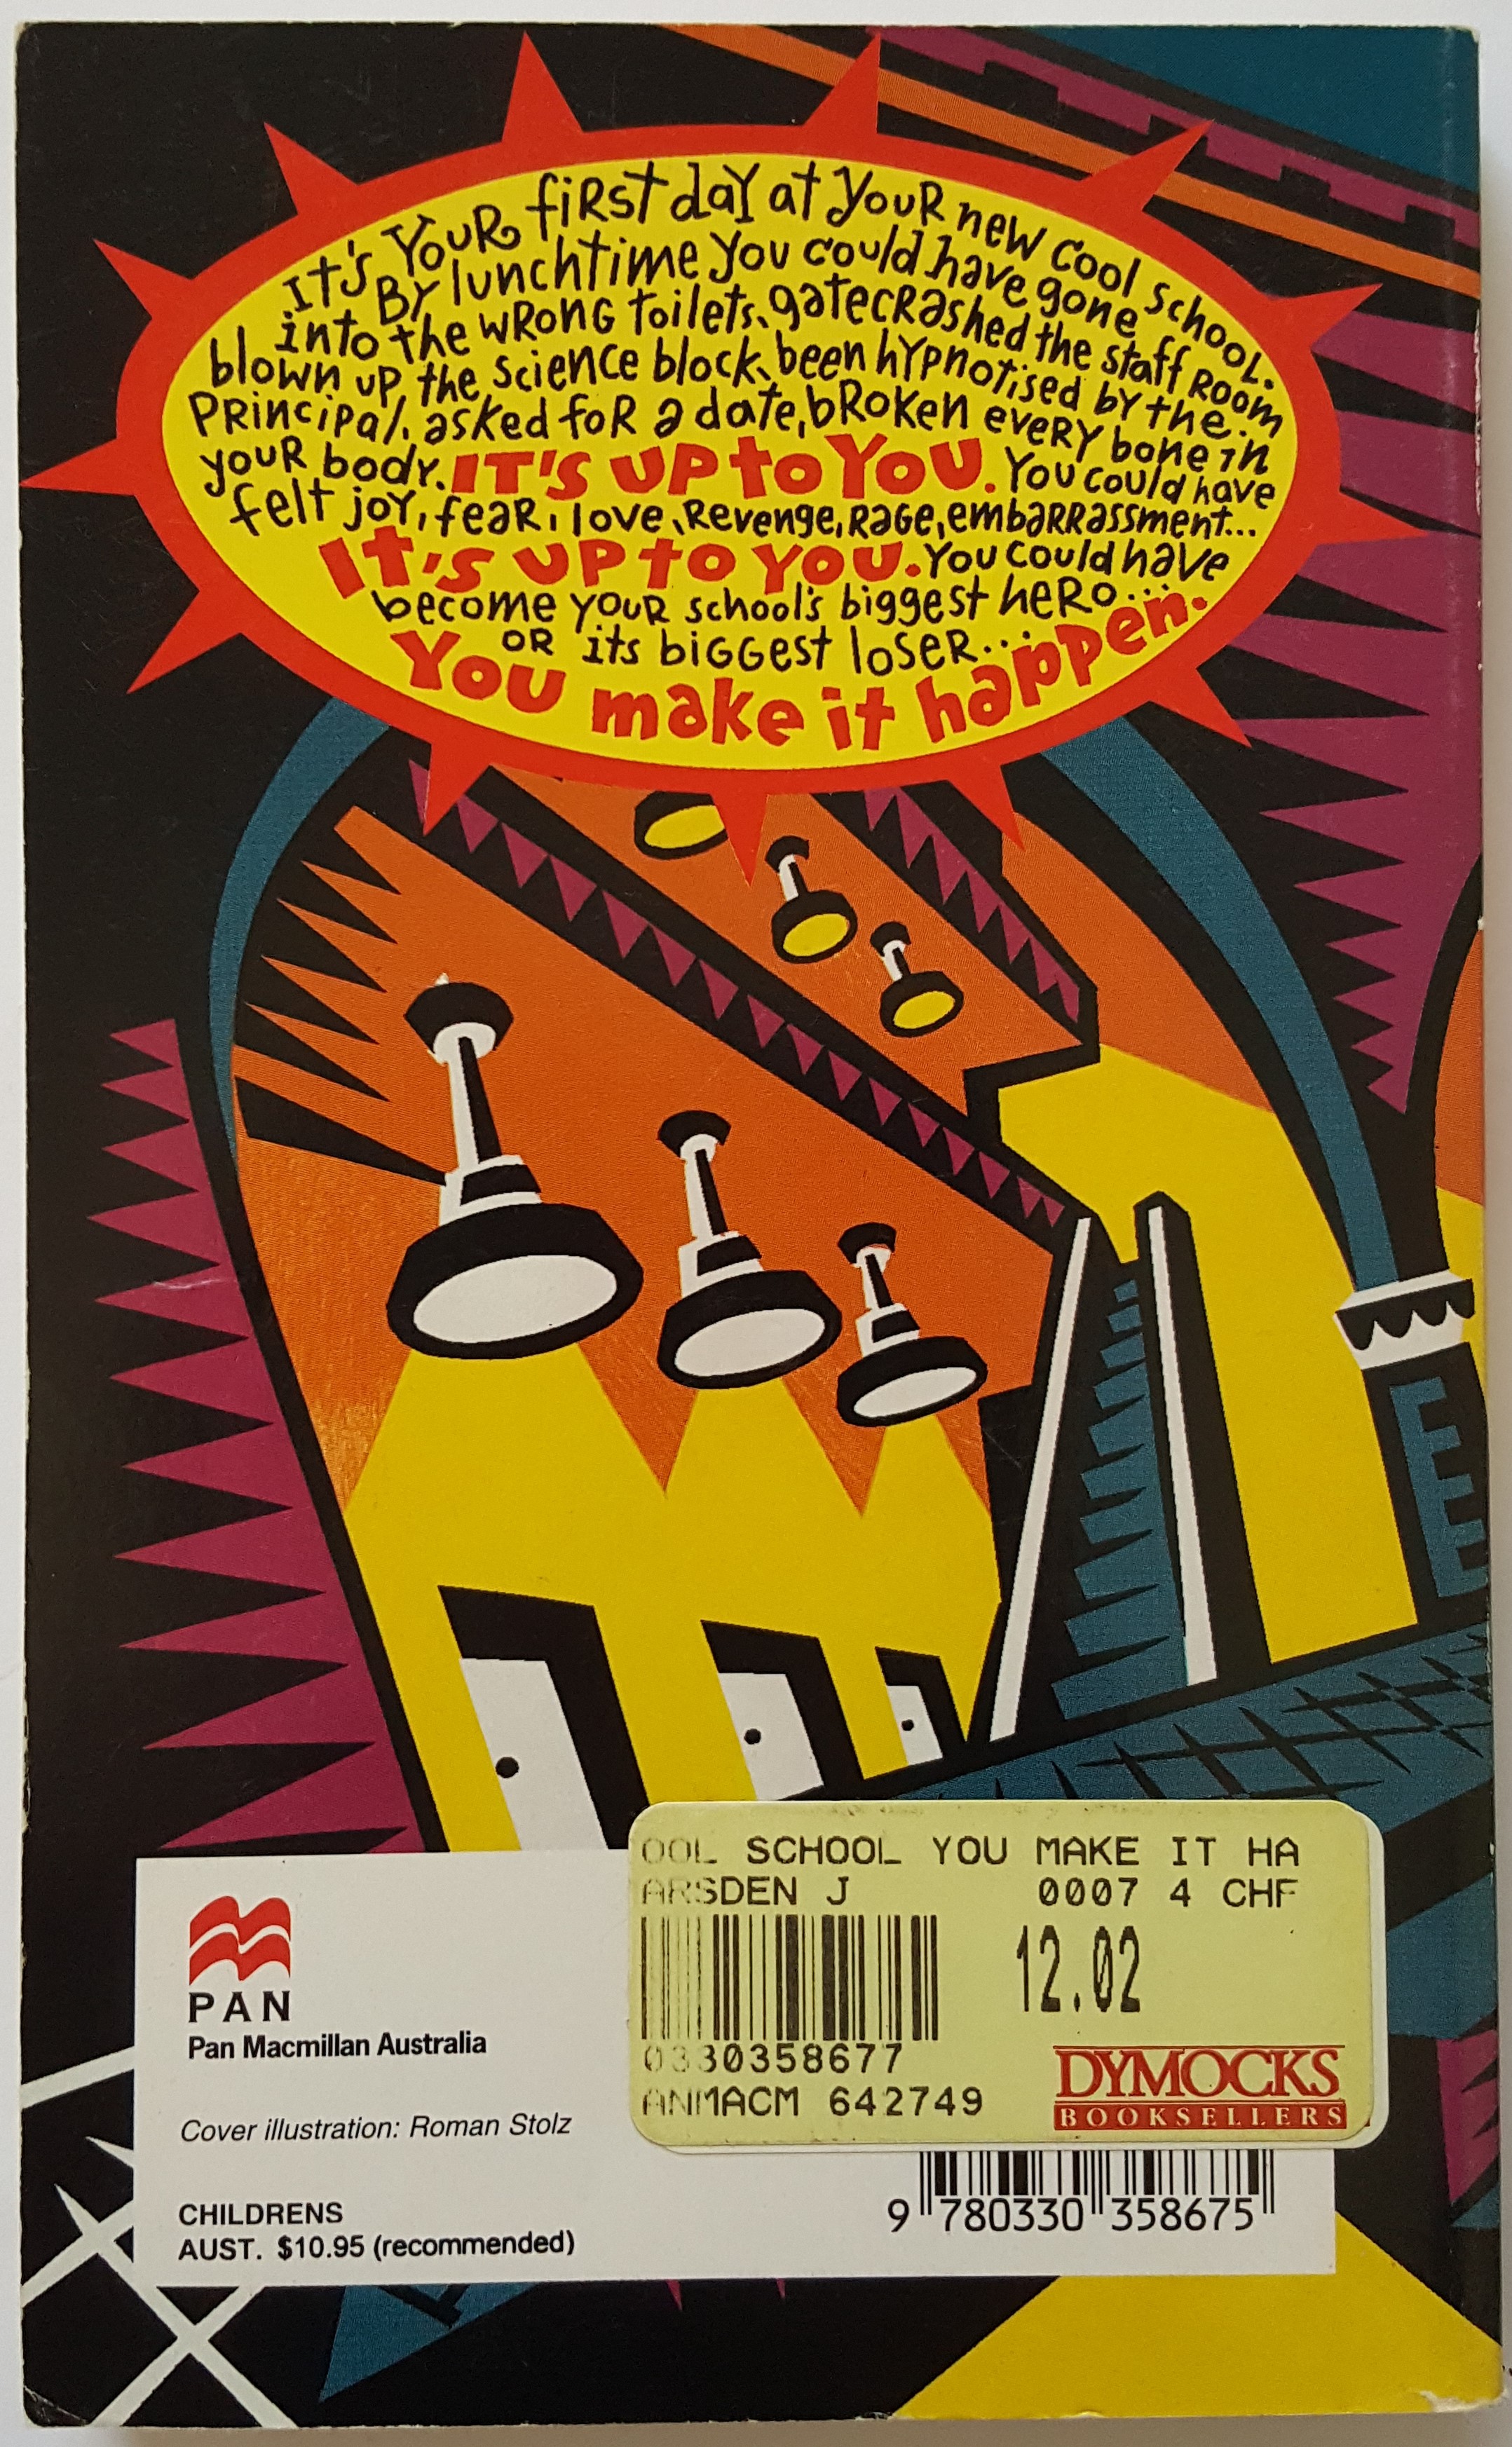 It's your first day at your new cool school.
By lunchtime you could have gone
into the wrong toilets, gatecrashed the staff room
blown up the science block, been hypnotised by the
principal, asked for a date, broken every bone in
your body. IT'S UP to YOU. You could have
felt joy, fear, love, revenge, rage, embarrassment...
It's UP to YOU. You could have
become your school's biggest hero...
or its biggest loser...
You make it happen.
OOL SCHOOL YOU MAKE IT HA
ARSDEN J 0007 4 CHF
12.02
0330358677
ANMACM 642749
DYMOCKS
BOOKSELLERS
PAN
Pan Macmillan Australia
Cover illustration: Roman Stolz
CHILDRENS
AUST. $10.95 (recommended)
9 780330 358675